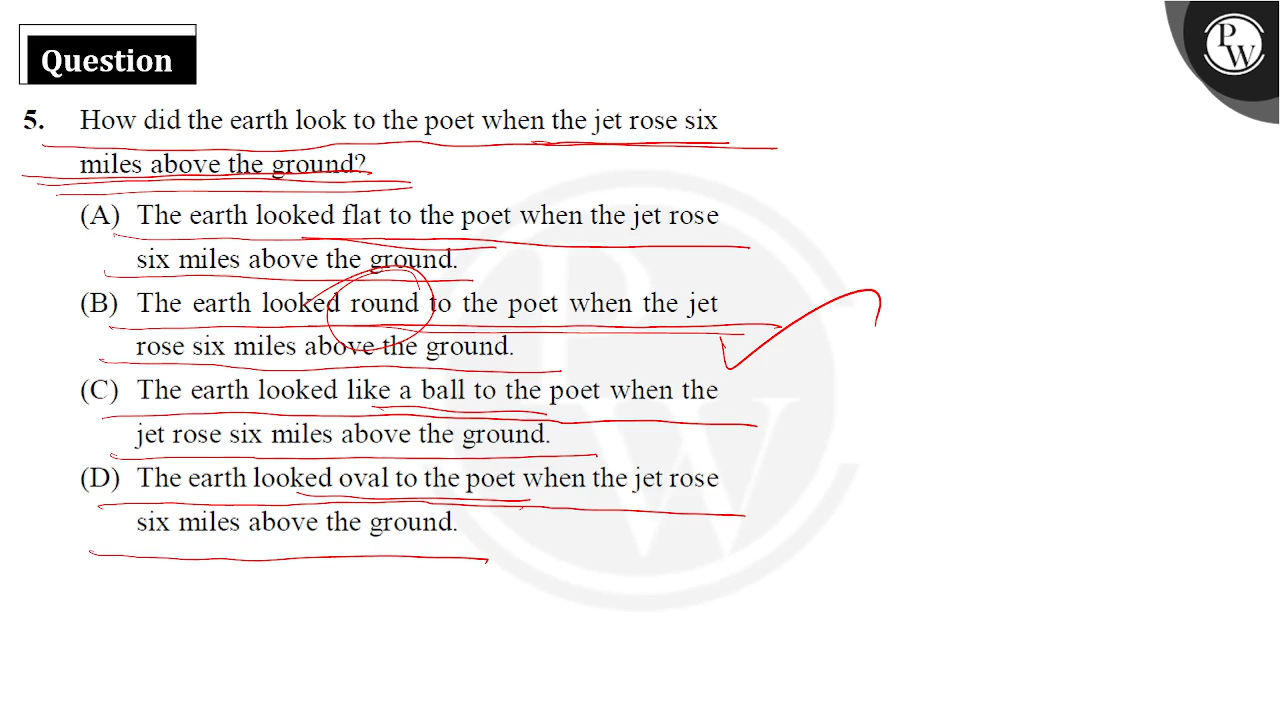 PW
Question
5. How did the earth look to the poet when the jet rose six
miles above the ground?
(A) The earth looked flat to the poet when the jet rose
six miles above the ground.
(B) The earth looked round to the poet when the jet
rose six miles above the ground.
(C) The earth looked like a ball to the poet when the
jet rose six miles above the ground.
(D) The earth looked oval to the poet when the jet rose
six miles above the ground.